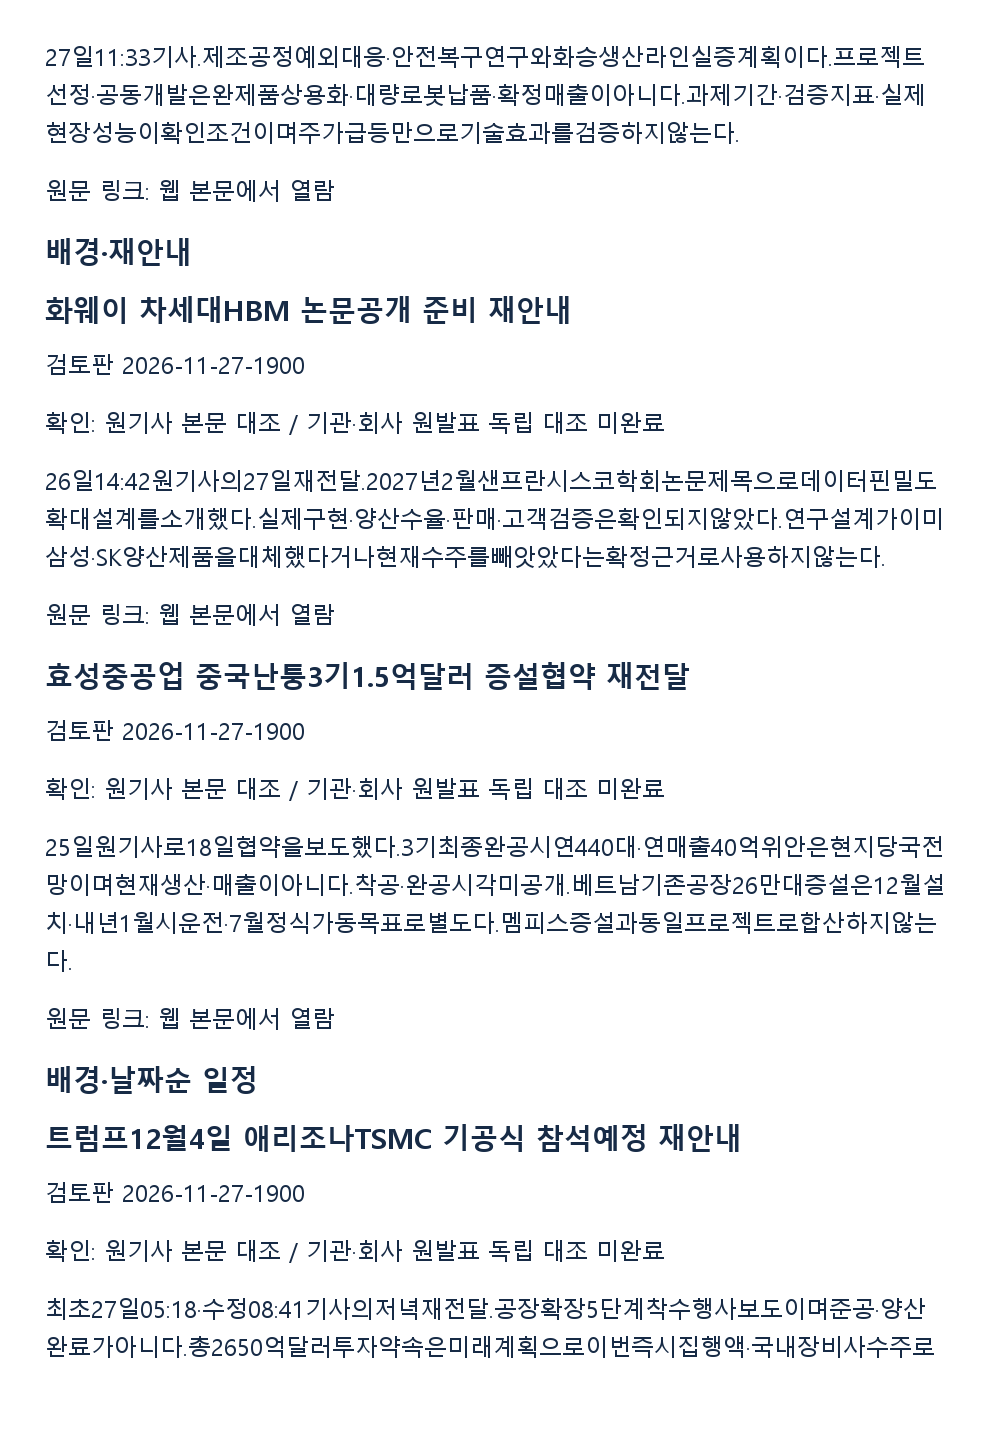 27일11:33기사.제조공정예외대응·안전복구연구와화승생산라인실증계획이다.프로젝트
선정·공동개발은완제품상용화·대량로봇납품·확정매출이아니다.과제기간·검증지표·실제
현장성능이확인조건이며주가급등만으로기술효과를검증하지않는다.
원문 링크: 웹 본문에서 열람
배경·재안내
화웨이 차세대HBM 논문공개 준비 재안내
검토판 2026-11-27-1900
확인: 원기사 본문 대조 / 기관·회사 원발표 독립 대조 미완료
26일14:42원기사의27일재전달.2027년2월샌프란시스코학회논문제목으로데이터핀밀도
확대설계를소개했다.실제구현·양산수율·판매·고객검증은확인되지않았다.연구설계가이미
삼성·SK양산제품을대체했다거나현재수주를빼앗았다는확정근거로사용하지않는다.
원문 링크: 웹 본문에서 열람
효성중공업 중국난퉁3기1.5억달러 증설협약 재전달
검토판 2026-11-27-1900
확인: 원기사 본문 대조 / 기관·회사 원발표 독립 대조 미완료
25일원기사로18일협약을보도했다.3기최종완공시연440대·연매출40억위안은현지당국전
망이며현재생산·매출이아니다.착공·완공시각미공개.베트남기존공장26만대증설은12월설
치·내년1월시운전·7월정식가동목표로별도다.멤피스증설과동일프로젝트로합산하지않는
다.
원문 링크: 웹 본문에서 열람
배경·날짜순 일정
트럼프12월4일 애리조나TSMC 기공식 참석예정 재안내
검토판 2026-11-27-1900
확인: 원기사 본문 대조 / 기관·회사 원발표 독립 대조 미완료
최초27일05:18·수정08:41기사의저녁재전달.공장확장5단계착수행사보도이며준공·양산
완료가아니다.총2650억달러투자약속은미래계획으로이번즉시집행액·국내장비사수주로